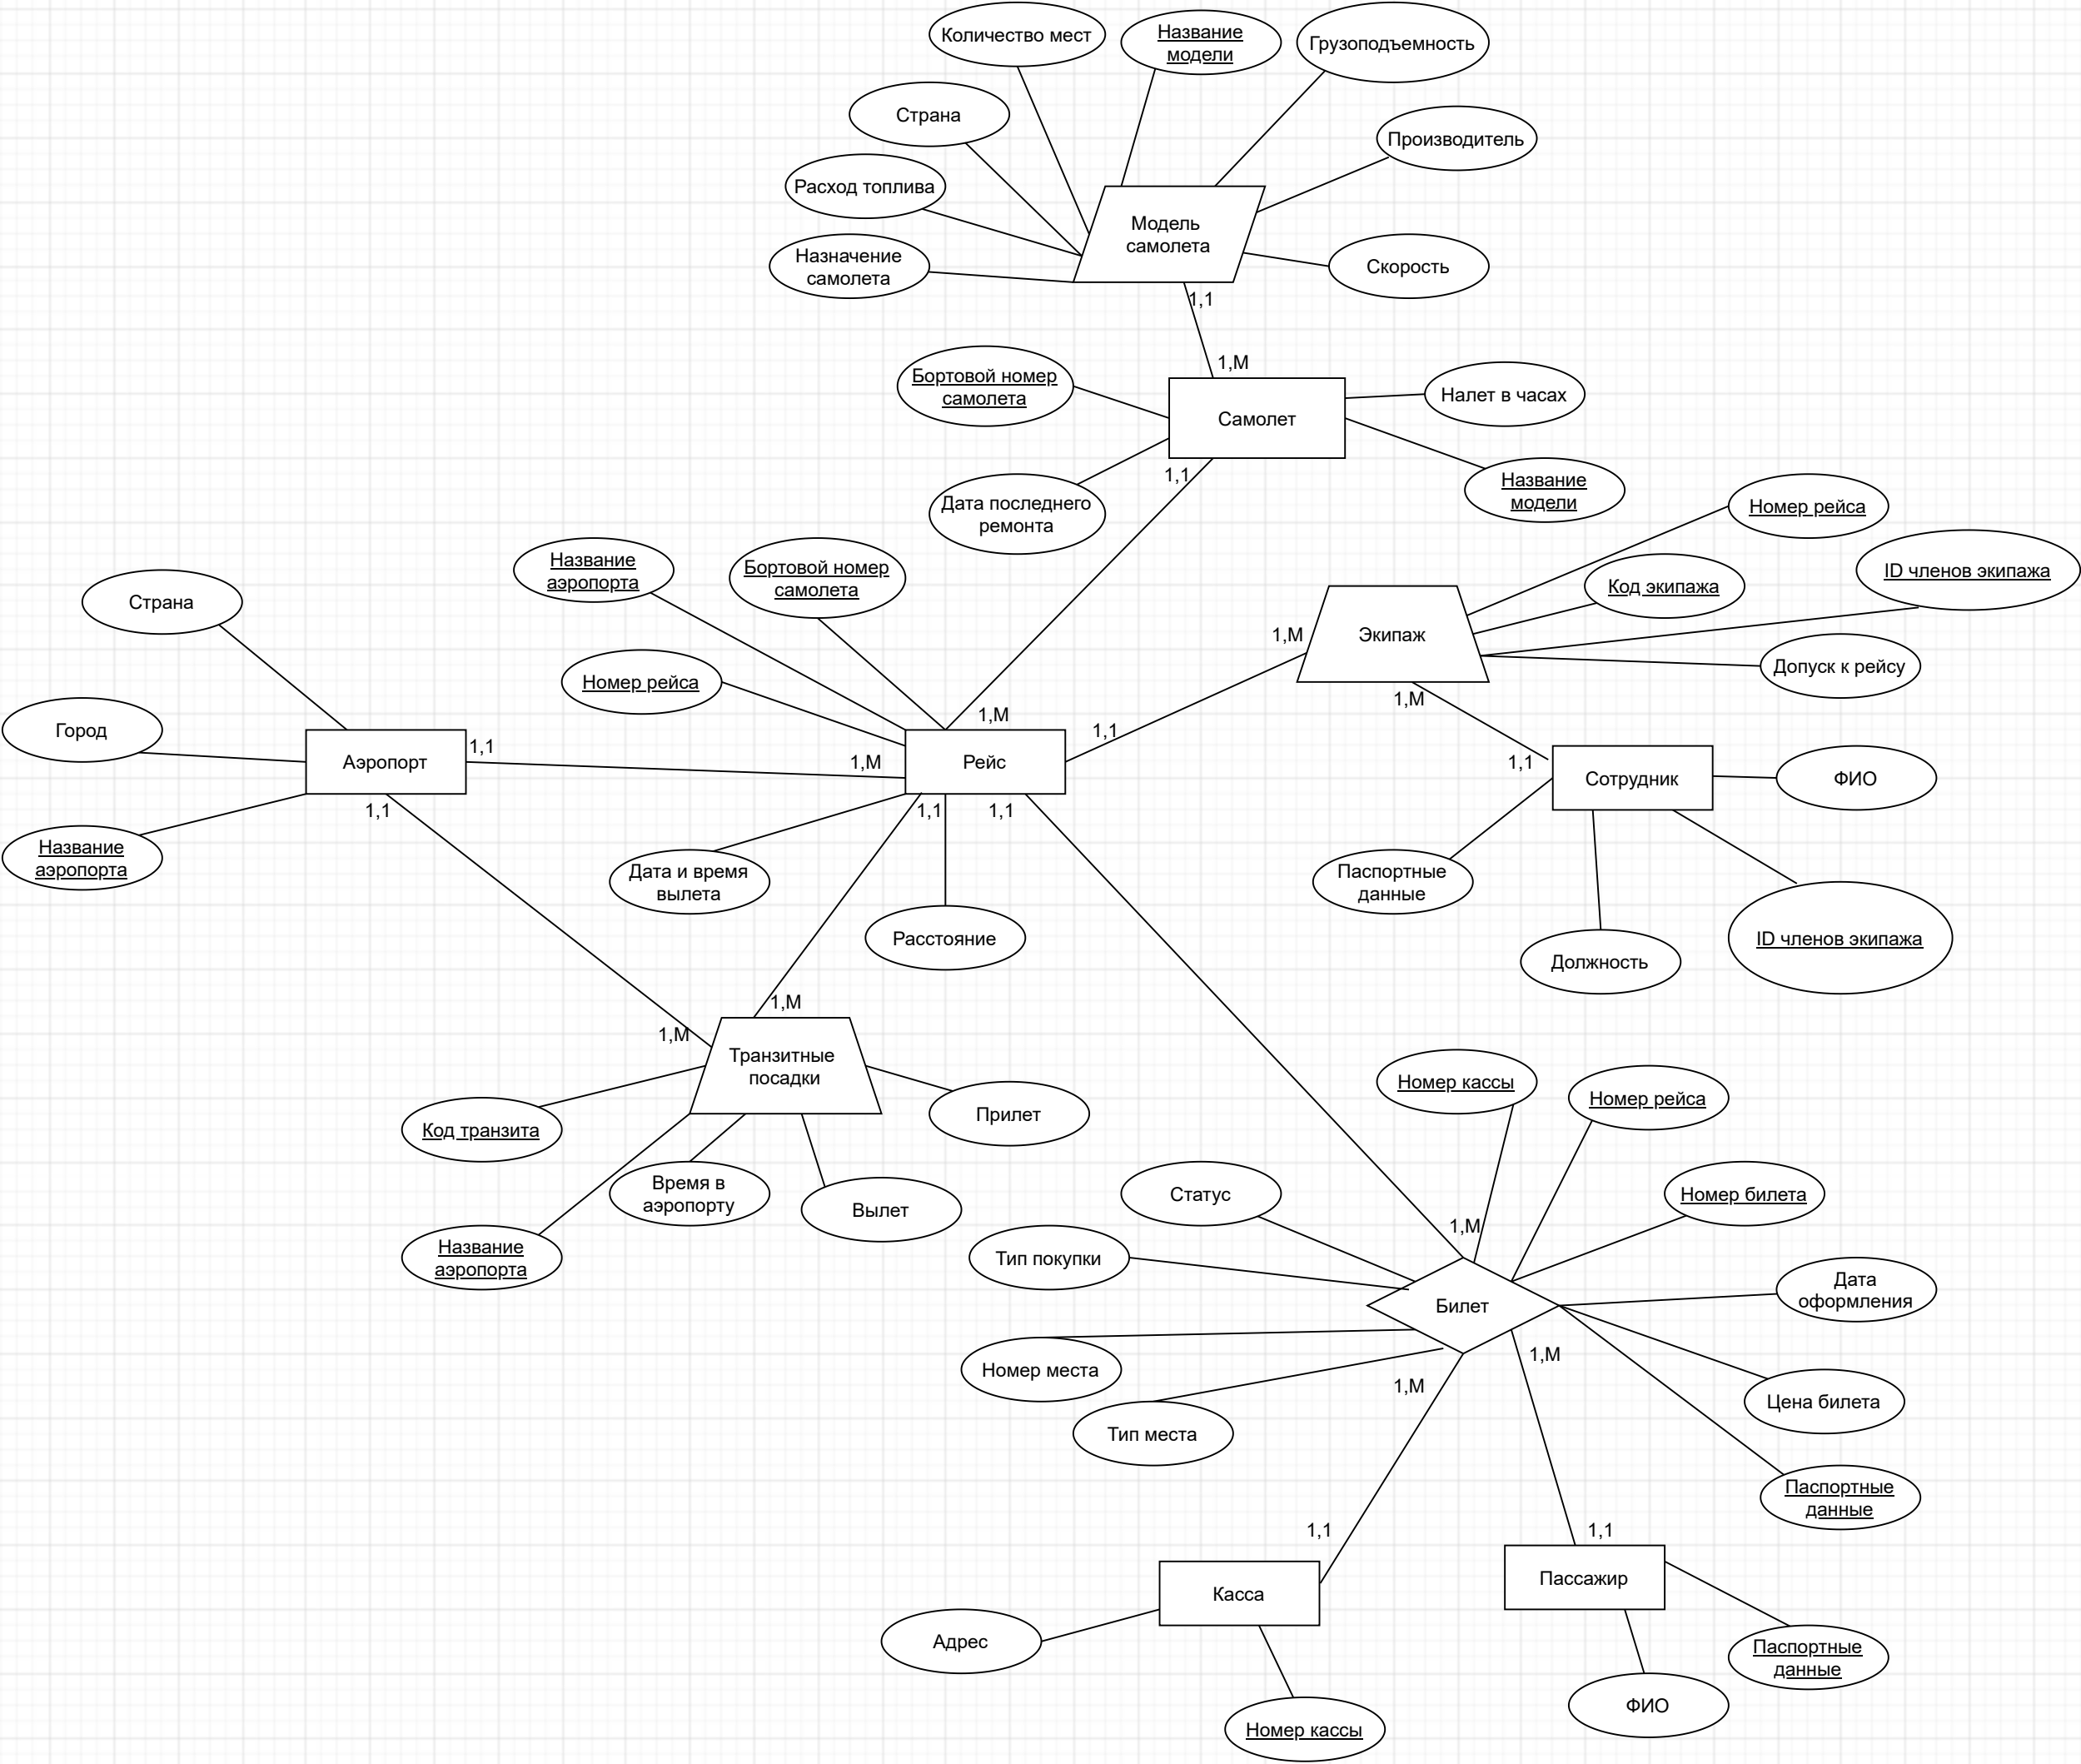 Количество мест
Название
модели
Грузоподъемность
Страна
Производитель
Расход топлива
Модель
самолета
Назначение
самолета
Скорость
1,1
1,М
Бортовой номер
самолета
Налет в часах
Самолет
1,1
Название
модели
Дата последнего
ремонта
Номер рейса
Название
аэропорта
Бортовой номер
самолета
Код экипажа
ID членов экипажа
Страна
1,М
Экипаж
Допуск к рейсу
Номер рейса
1,М
1,М
Город
1,1
1,1
Аэропорт
1,М
Рейс
1,1
Сотрудник
ФИО
1,1
1,1
1,1
Название
аэропорта
Дата и время
вылета
Паспортные
данные
Расстояние
Должность
ID членов экипажа
1,М
1,М
Транзитные
посадки
Номер кассы
Номер рейса
Прилет
Код транзита
Время в
аэропорту
Вылет
Статус
Номер билета
1,М
Название
аэропорта
Тип покупки
Билет
Дата
оформления
Номер места
1,М
1,М
Цена билета
Тип места
Паспортные
данные
1,1
1,1
Касса
Пассажир
Адрес
Паспортные
данные
ФИО
Номер кассы